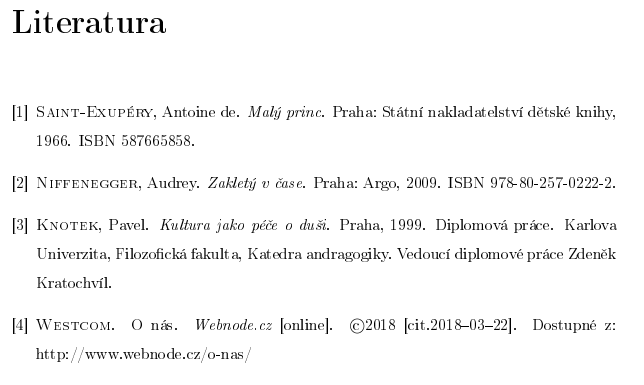 Literatura
[1] Saint-Exupéry, Antoine de. Malý princ. Praha: Státní nakladatelství dětské knihy,
1966. ISBN 587665858.
[2] Niffenegger, Audrey. Zakletý v čase. Praha: Argo, 2009. ISBN 978-80-257-0222-2.
[3] Knotek, Pavel. Kultura jako péče o duši. Praha, 1999. Diplomová práce. Karlova
Univerzita, Filozofická fakulta, Katedra andragogiky. Vedoucí diplomové práce Zdeněk
Kratochvíl.
[4] Westcom. O nás. Webnode.cz [online]. ©2018 [cit.2018–03–22]. Dostupné z:
http://www.webnode.cz/o-nas/